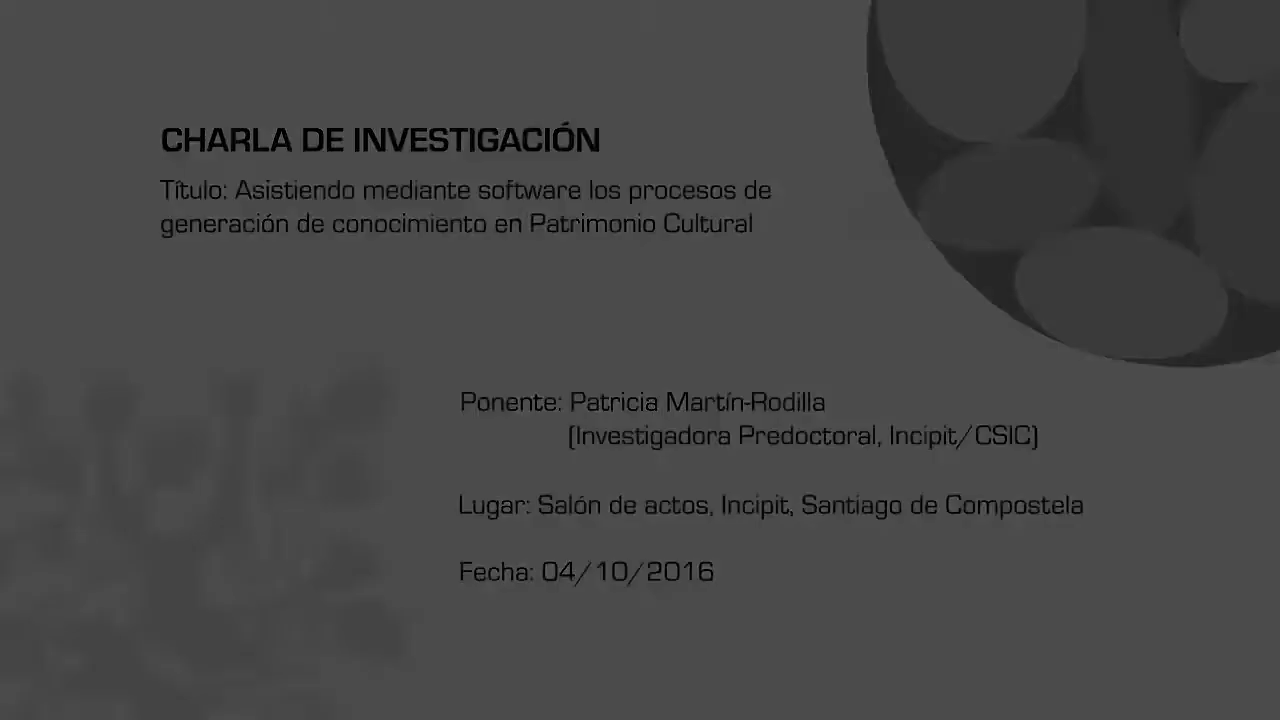 CHARLA DE INVESTIGACIÓN
Título: Asistiendo mediante software los procesos de
generación de conocimiento en Patrimonio Cultural
Ponente: Patricia Martín-Rodilla
(Investigadora Predoctoral, Incipit/CSIC)
Lugar: Salón de actos, Incipit, Santiago de Compostela
Fecha: 04/10/2016